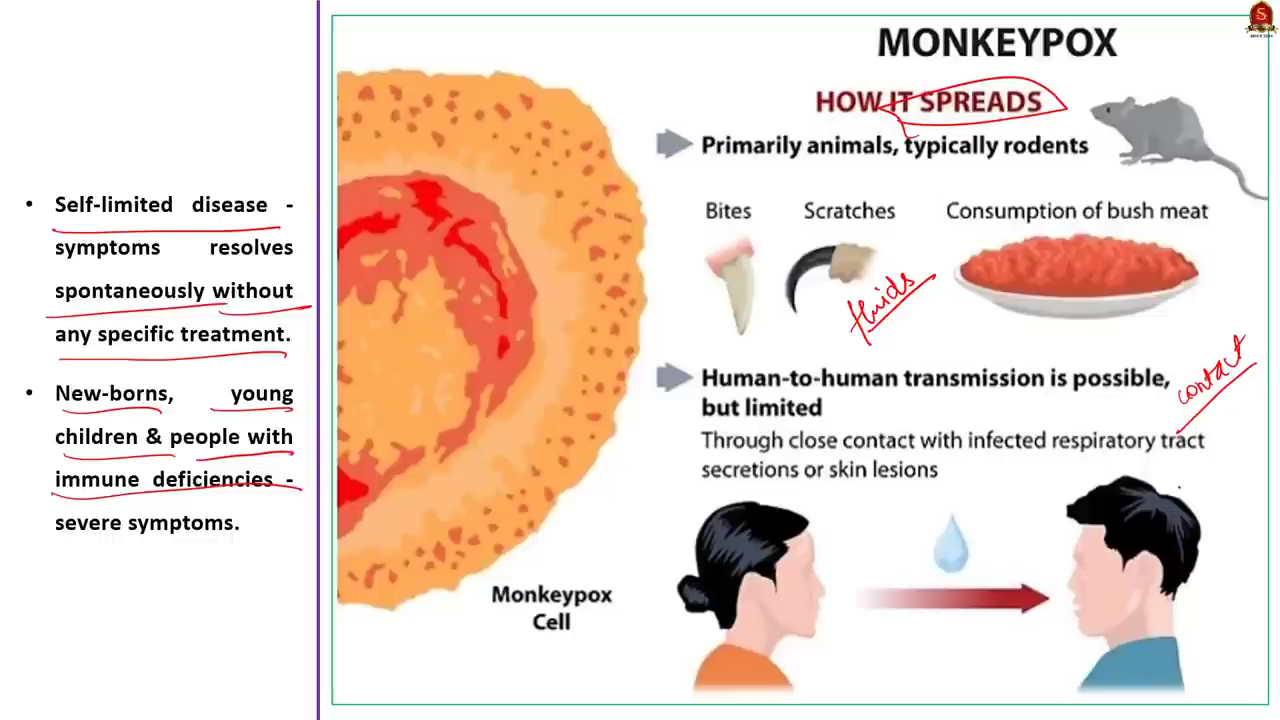 • Self-limited disease -
symptoms resolves
spontaneously without
any specific treatment.
• New-borns, young
children & people with
immune deficiencies -
severe symptoms.
MONKEYPOX
HOW IT SPREADS
Primarily animals, typically rodents
Bites
Scratches
Consumption of bush meat
fluids
Human-to-human transmission is possible,
but limited
contact
Through close contact with infected respiratory tract
secretions or skin lesions
Monkeypox
Cell
S